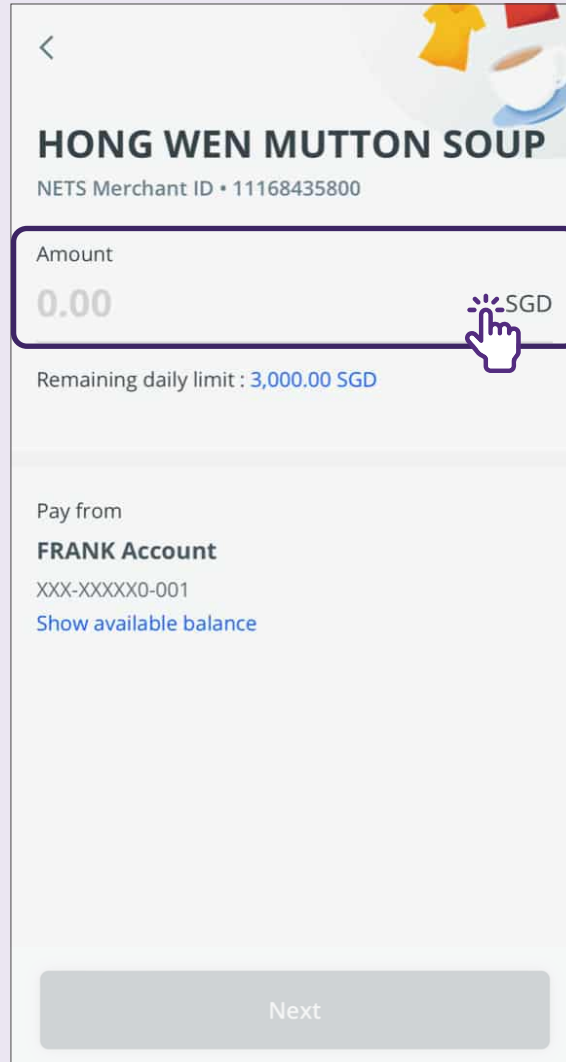 HONG WEN MUTTON SOUP
NETS Merchant ID • 11168435800
Amount
0.00 SGD
Remaining daily limit : 3,000.00 SGD
Pay from
FRANK Account
XXX-XXXXX0-001
Show available balance
Next